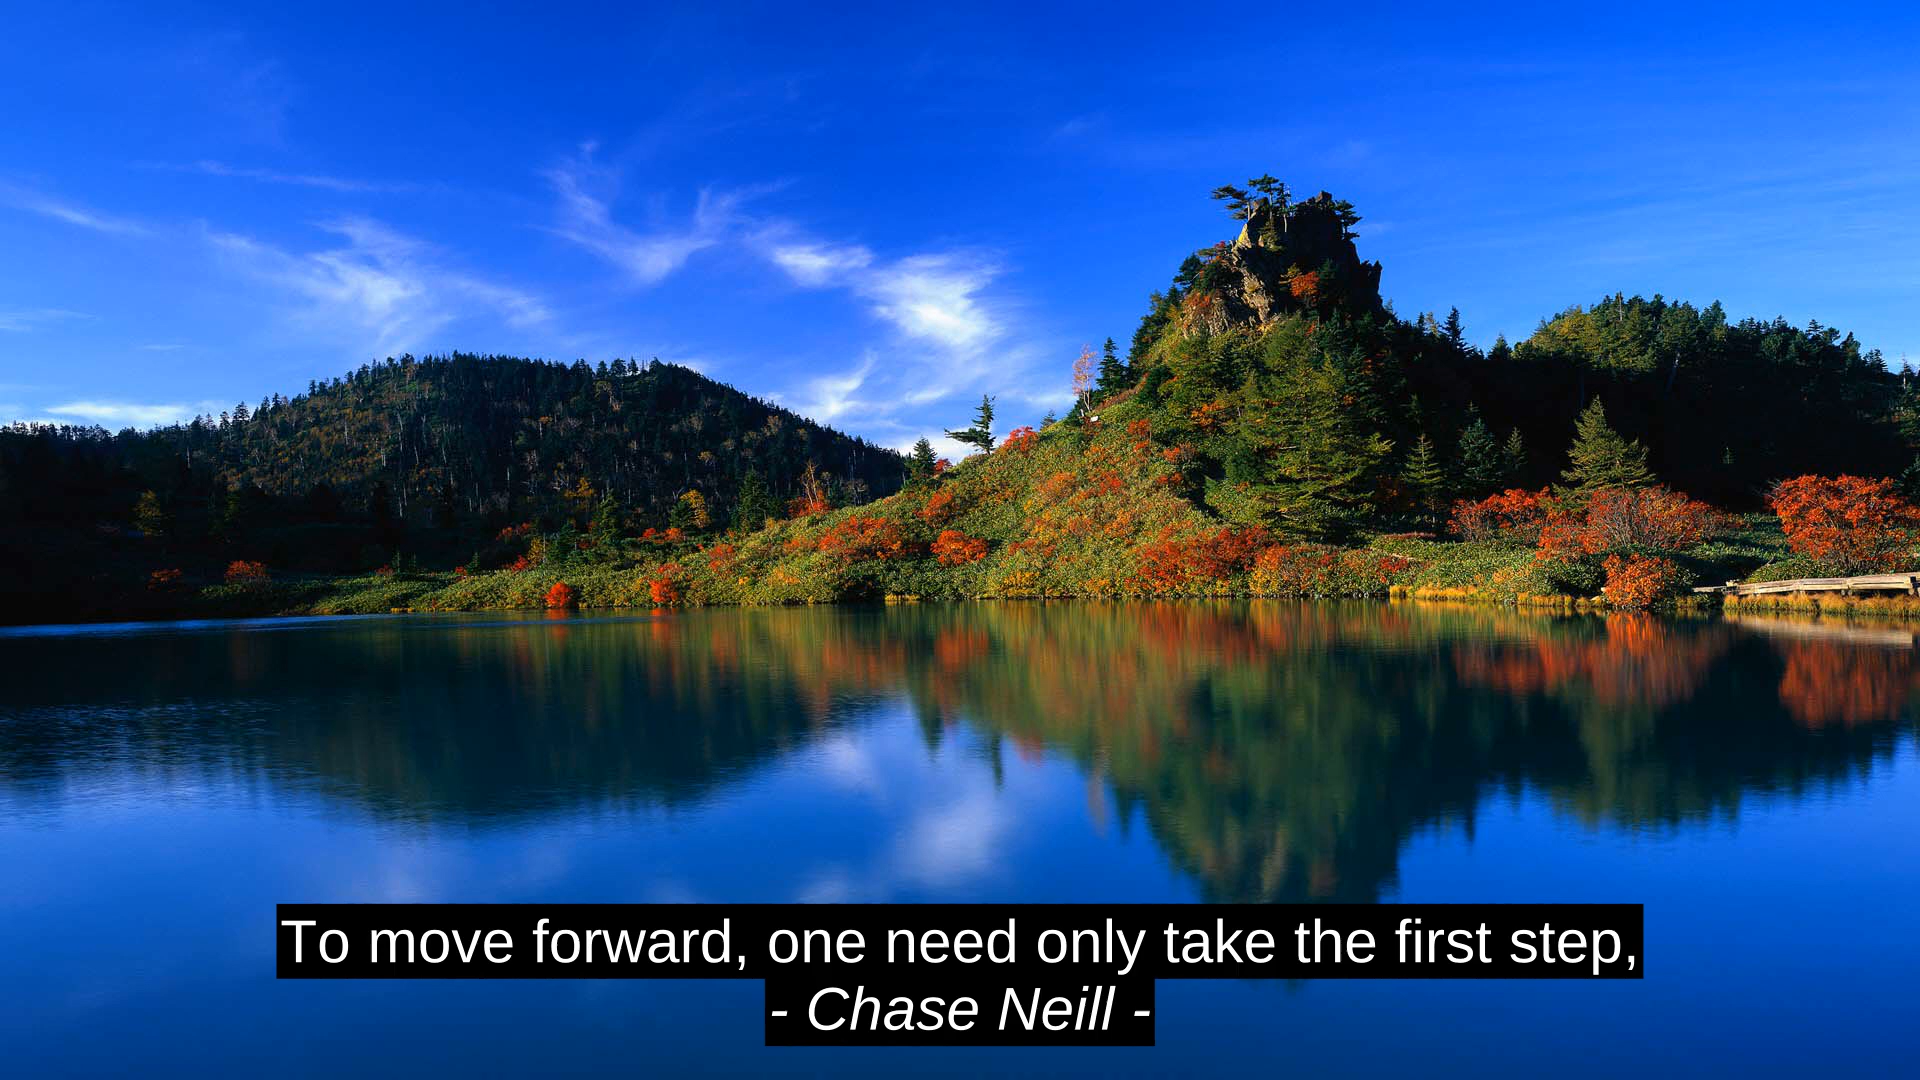 To move forward, one need only take the first step,
- Chase Neill -